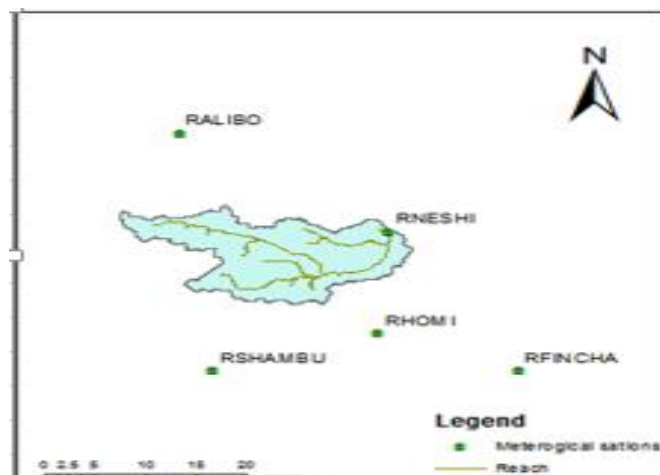 N
RALIBO
RNESHI
RHOMI
RSHAMBU
RFINCHA
Legend
Meterogical sations
Reach
0 2.5 5 10 15 20